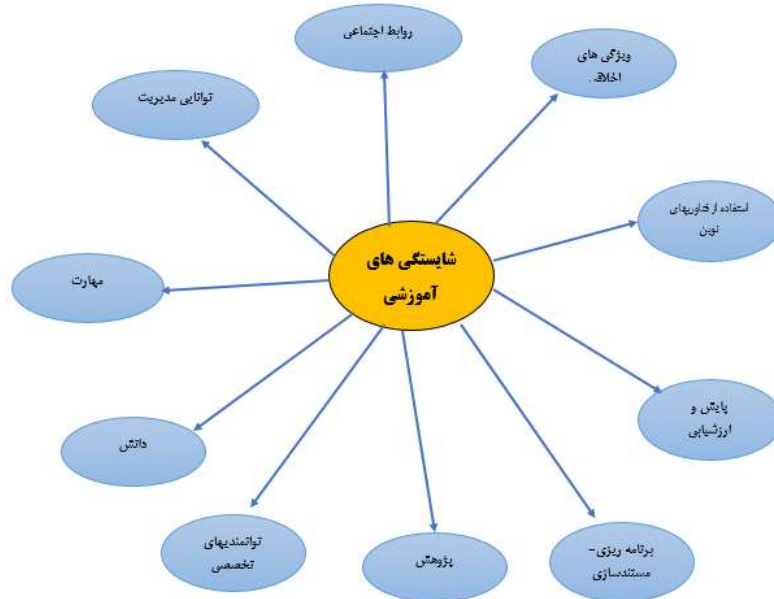 روابط اجتماعی
ویژگی های
اخلاقی
توانایی مدیریت
استفاده از فناوریهای
نوین
شایستگی های
آموزشی
مهارت
پایش و
ارزشیابی
دانش
توانمندیهای
تخصصی
پژوهش
برنامه ریزی-
مستندسازی